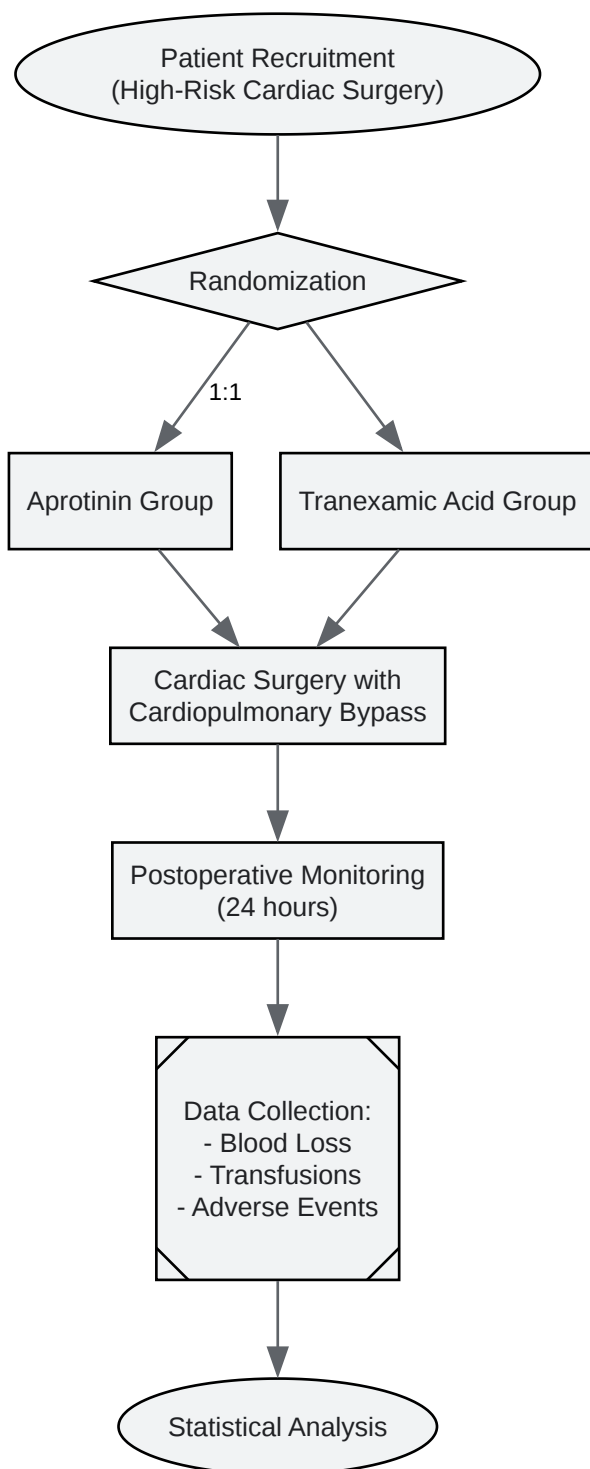 Patient Recruitment
(High-Risk Cardiac Surgery)
Randomization
1:1
Aprotinin Group
Tranexamic Acid Group
Cardiac Surgery with
Cardiopulmonary Bypass
Postoperative Monitoring
(24 hours)
Data Collection:
- Blood Loss
- Transfusions
- Adverse Events
Statistical Analysis